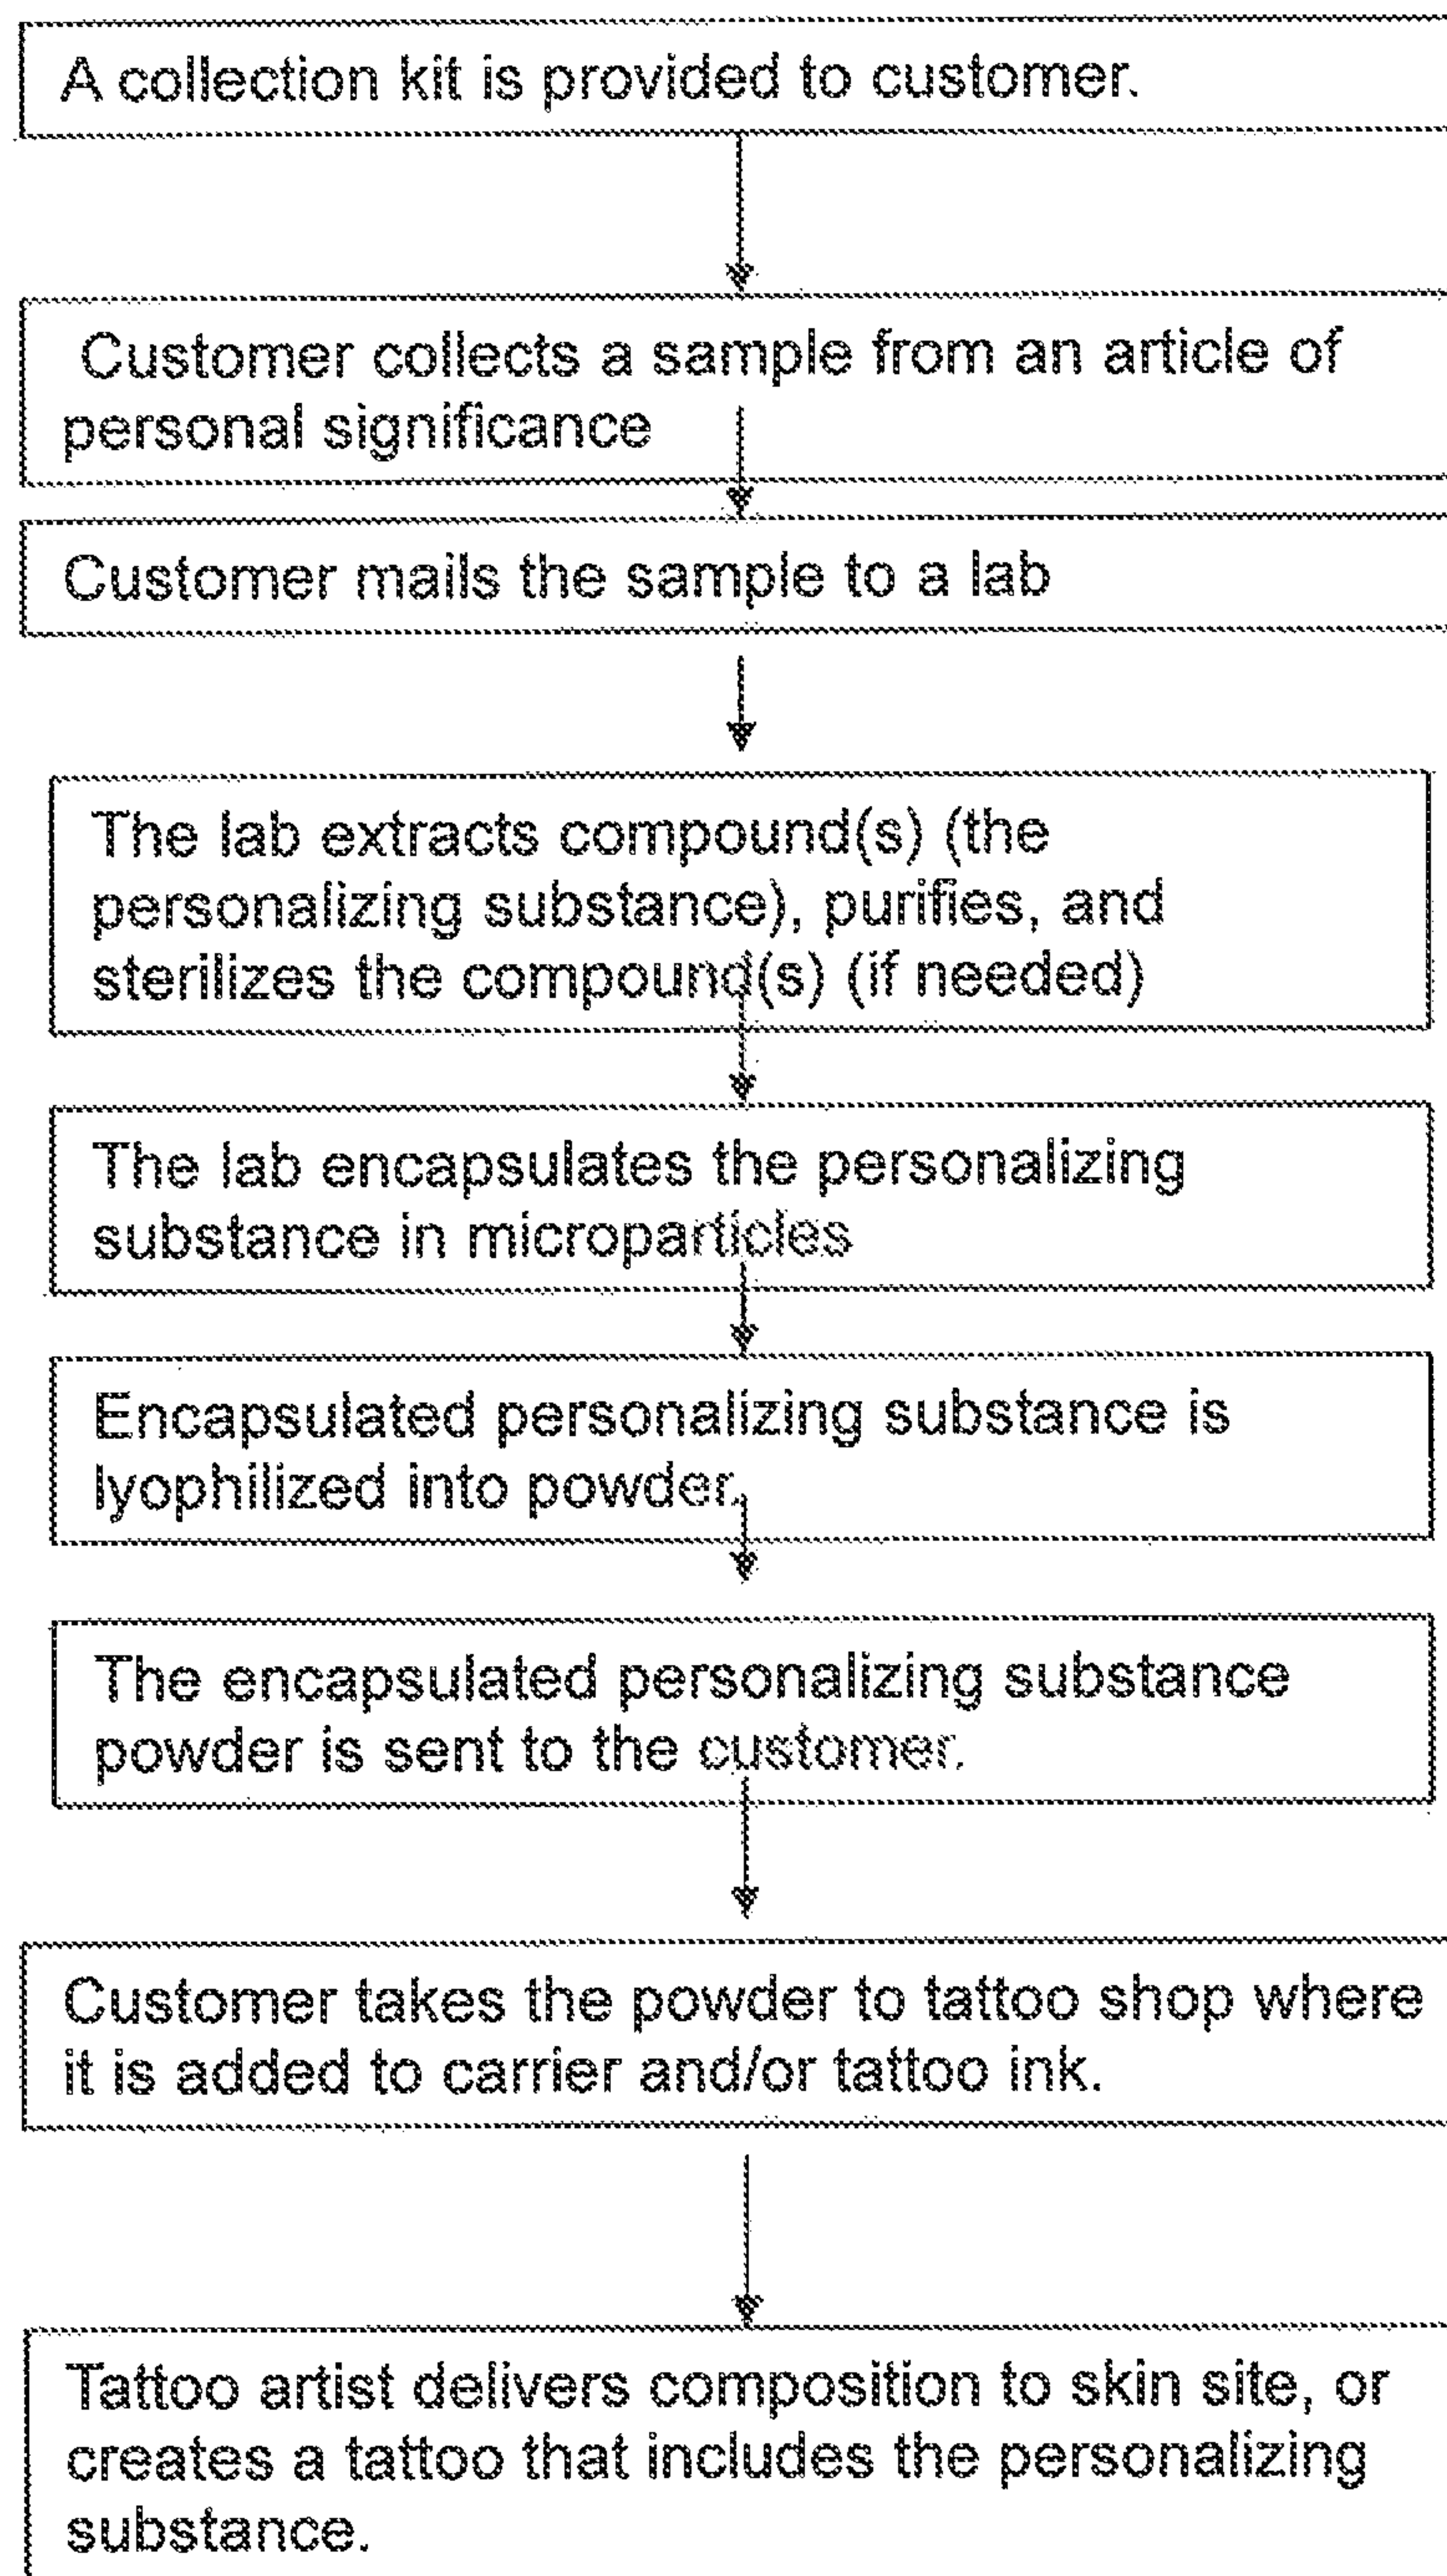 A collection kit is provided to customer.
Customer collects a sample from an article of
personal significance
Customer mails the sample to a lab
The lab extracts compound(s) (the
personalizing substance), purifies, and
sterilizes the compound(s) (if needed)
The lab encapsulates the personalizing
substance in microparticles
Encapsulated personalizing substance is
lyophilized into powder.
The encapsulated personalizing substance
powder is sent to the customer.
Customer takes the powder to tattoo shop where
it is added to carrier and/or tattoo ink.
Tattoo artist delivers composition to skin site, or
creates a tattoo that includes the personalizing
substance.